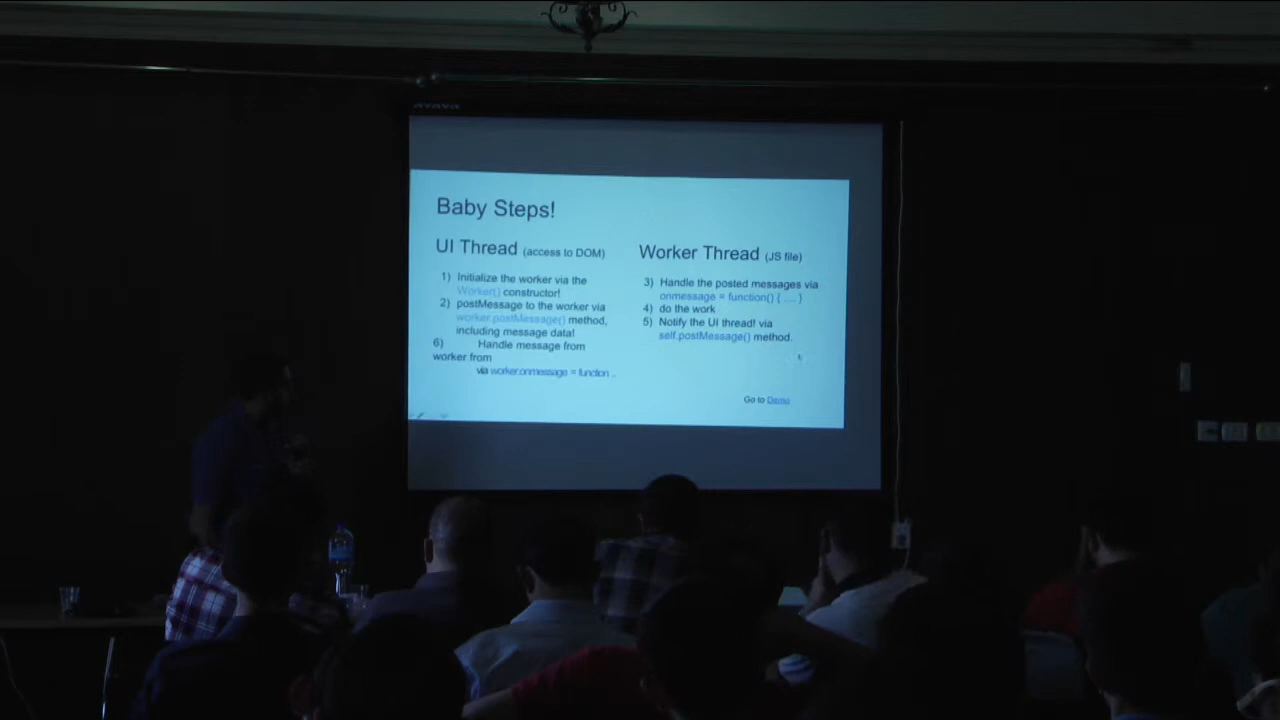 AVAYA
Baby Steps!
UI Thread (access to DOM)
1) Initialize the worker via the
Worker() constructor!
2) postMessage to the worker via
worker.postMessage() method,
including message data!
6) Handle message from
worker from
via worker.onmessage = function ..
Worker Thread (JS file)
3) Handle the posted messages via
onmessage = function() { .... }
4) do the work
5) Notify the UI thread! via
self.postMessage() method.
Go to Demo